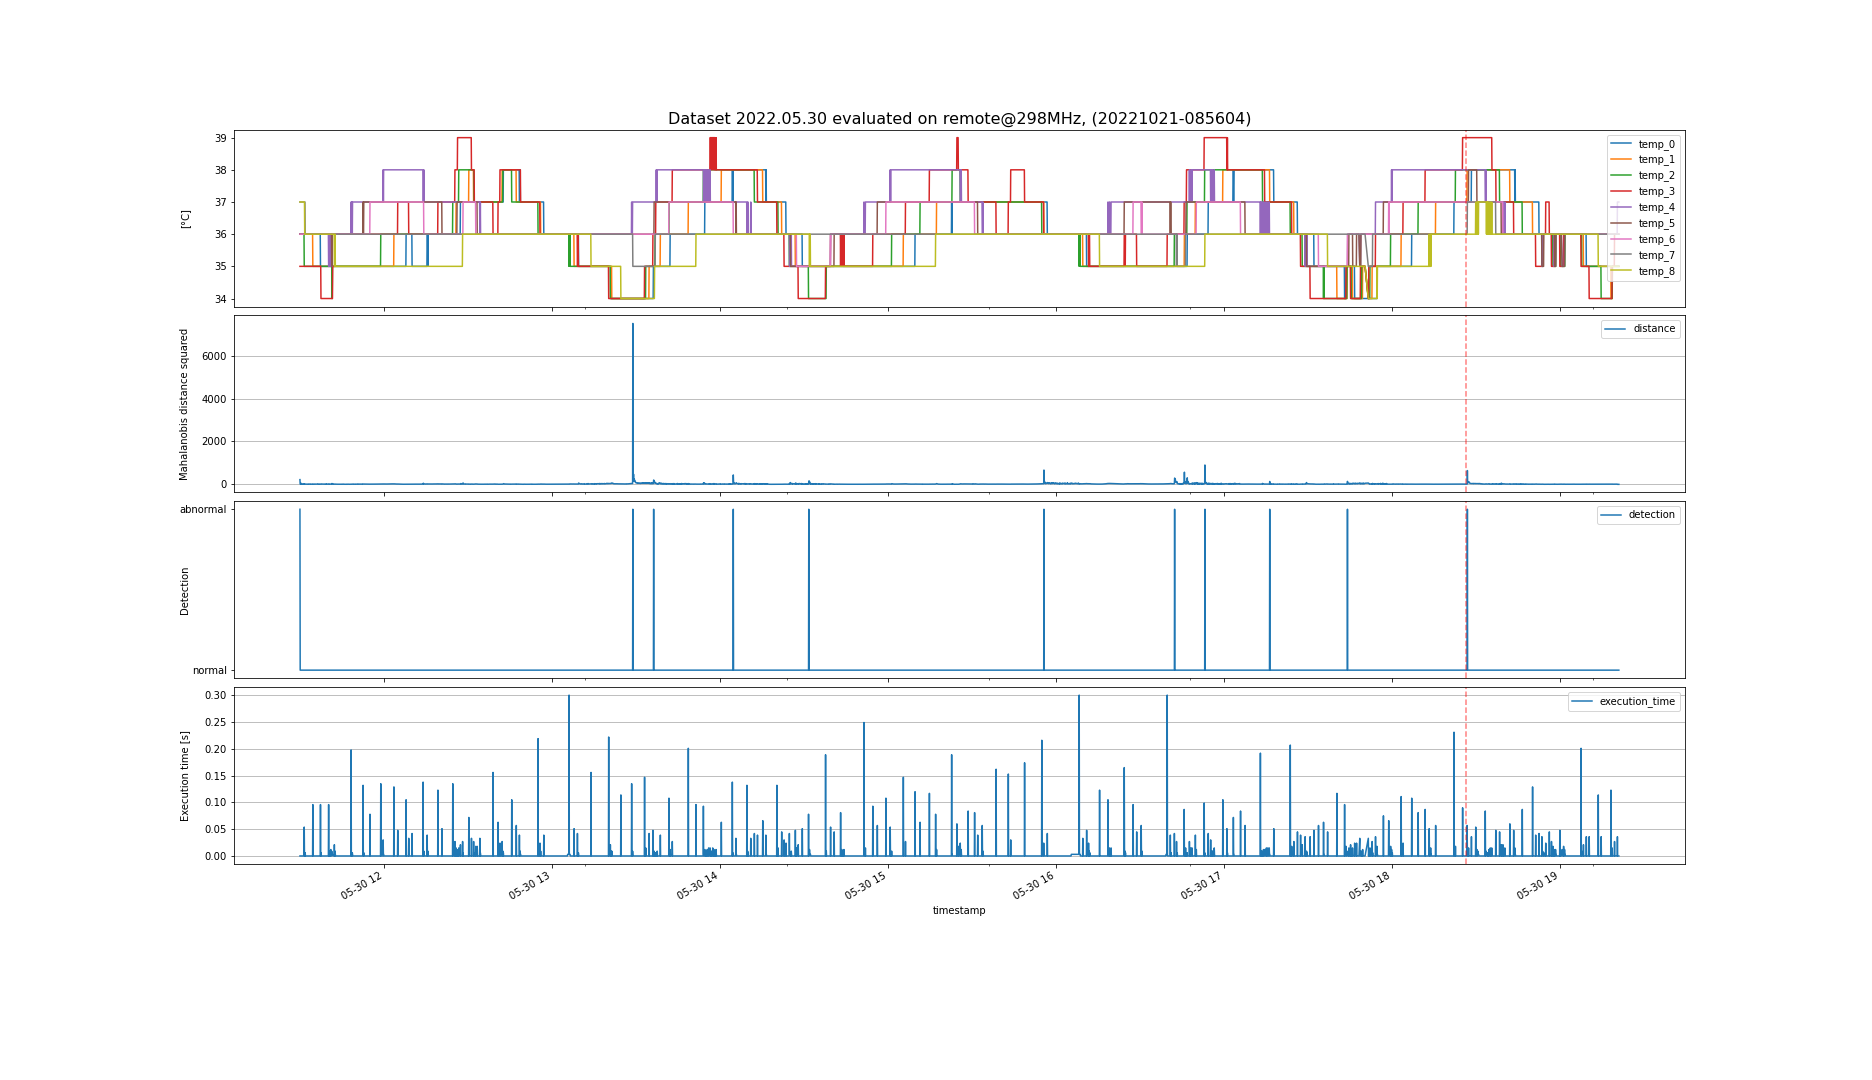 Dataset 2022.05.30 evaluated on remote@298MHz, (20221021-085604)
39
38
37
36
35
34
[°C]
temp_0
temp_1
temp_2
temp_3
temp_4
temp_5
temp_6
temp_7
temp_8
6000
4000
2000
0
Mahalanobis distance squared
distance
abnormal
normal
Detection
detection
0.30
0.25
0.20
0.15
0.10
0.05
0.00
Execution time [s]
execution_time
05-30 12
05-30 13
05-30 14
05-30 15
05-30 16
05-30 17
05-30 18
05-30 19
timestamp